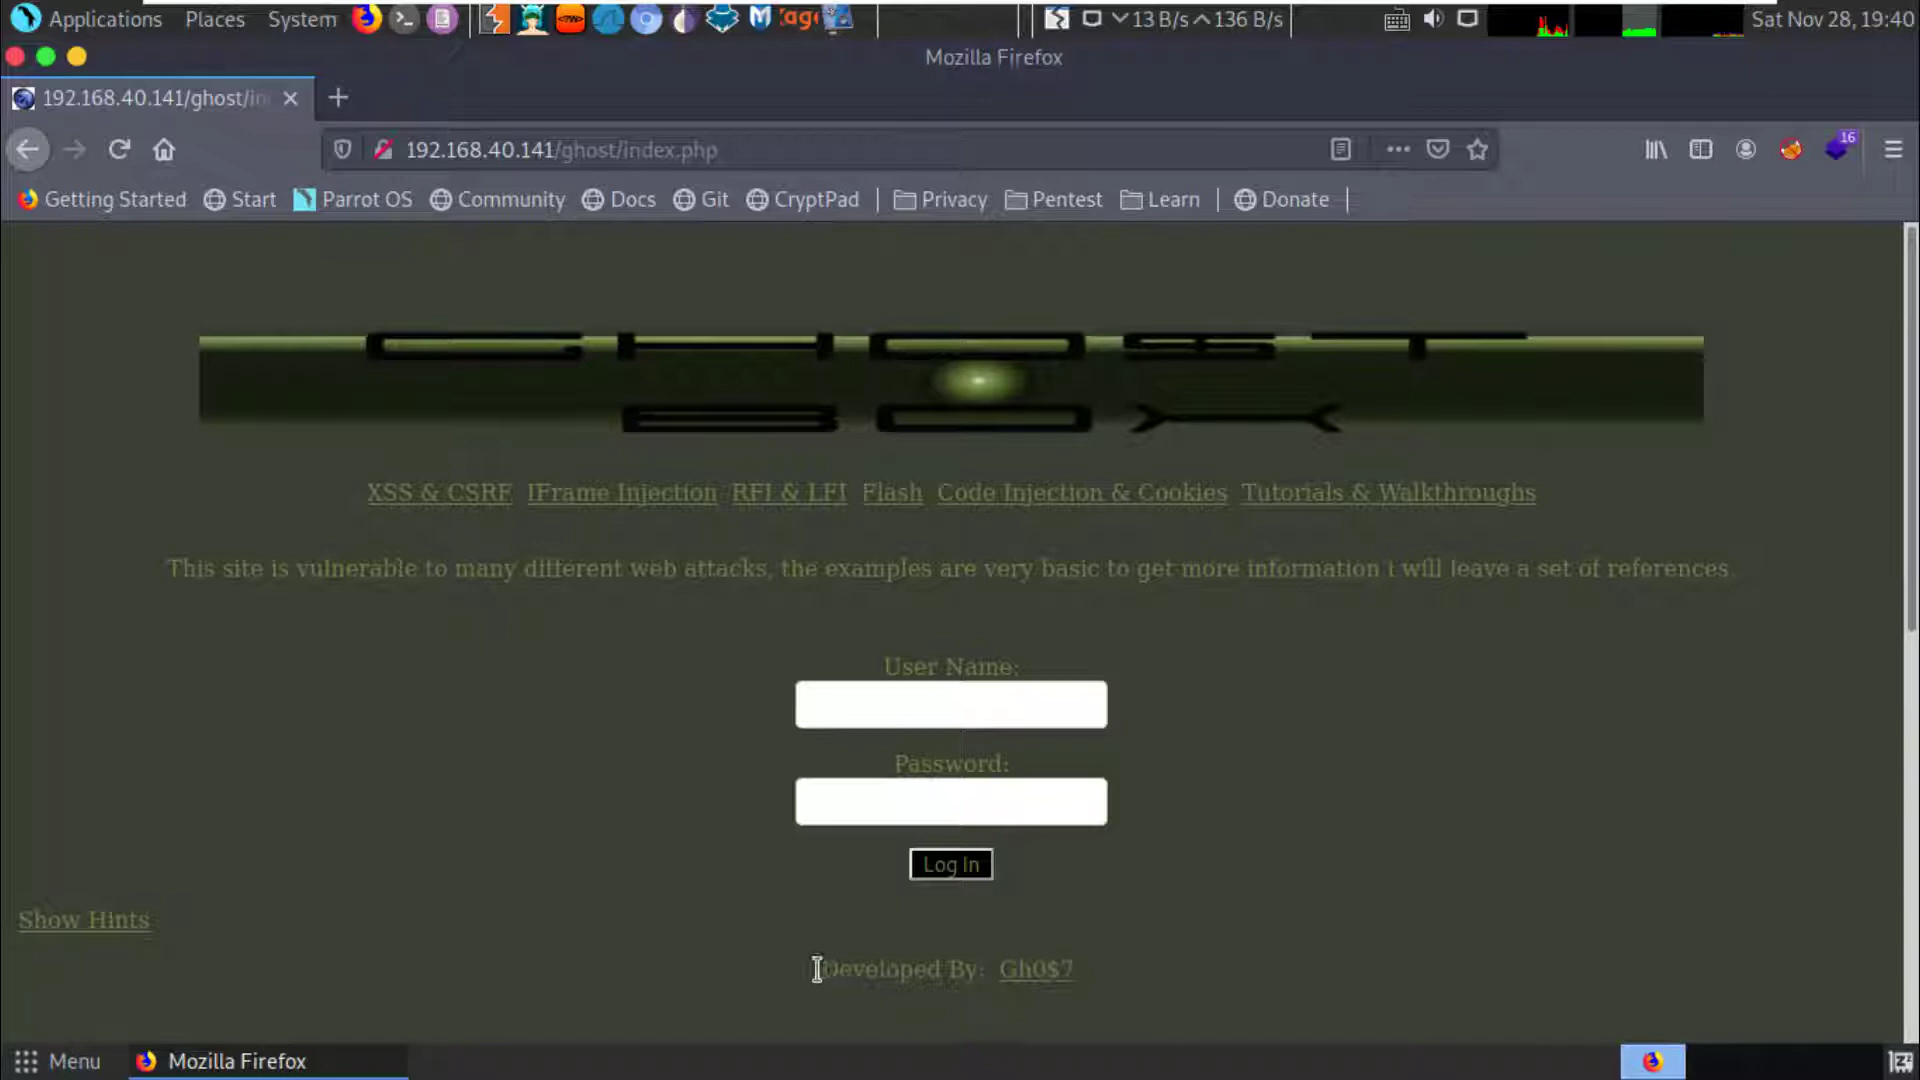 Applications Places System 13 B/s 136 B/s Sat Nov 28, 19:40
Mozilla Firefox
192.168.40.141/ghost/in
192.168.40.141/ghost/index.php 16
Getting Started Start Parrot OS Community Docs Git CryptPad Privacy Pentest Learn Donate
GHOST
BOX
XSS & CSRF IFrame Injection RFI & LFI Flash Code Injection & Cookies Tutorials & Walkthroughs
This site is vulnerable to many different web attacks, the examples are very basic to get more information i will leave a set of references.
User Name:
Password:
Log In
Show Hints
Developed By: Gh0$7
Menu Mozilla Firefox